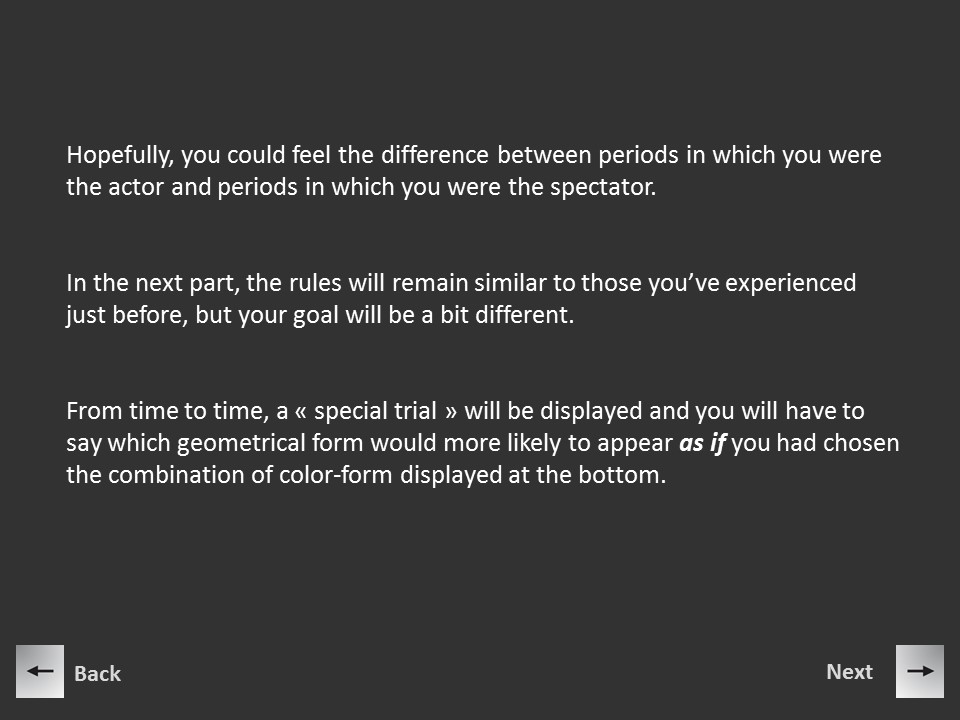 Hopefully, you could feel the difference between periods in which you were
the actor and periods in which you were the spectator.
In the next part, the rules will remain similar to those you’ve experienced
just before, but your goal will be a bit different.
From time to time, a « special trial » will be displayed and you will have to
say which geometrical form would more likely to appear as if you had chosen
the combination of color-form displayed at the bottom.
Back
Next